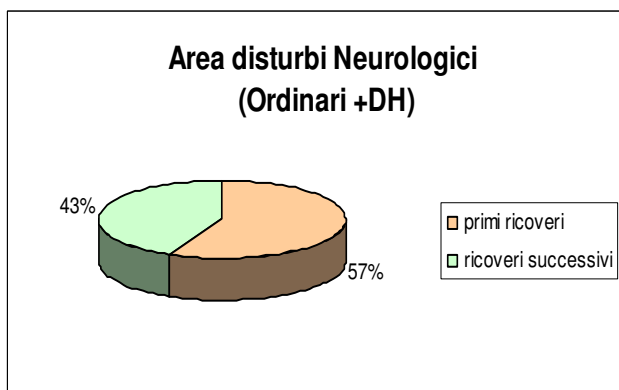 Area disturbi Neurologici
(Ordinari +DH)
43%
57%
primi ricoveri
ricoveri successivi